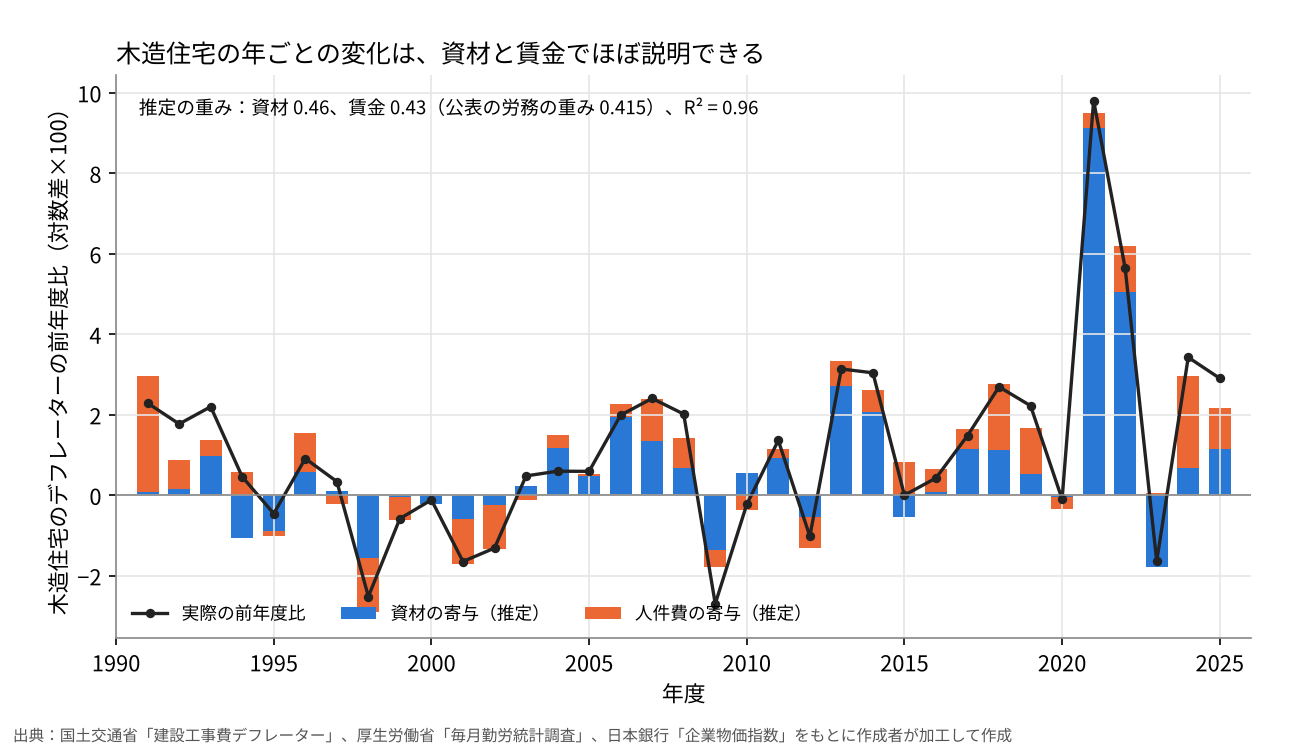 木造住宅の年ごとの変化は、資材と賃金でほぼ説明できる
推定の重み：資材 0.46、賃金 0.43（公表の労務の重み 0.415）、R² = 0.96
木造住宅のデフレーターの前年度比（対数差×100）
10
8
6
4
2
0
−2
実際の前年度比
資材の寄与（推定）
人件費の寄与（推定）
1990 1995 2000 2005 2010 2015 2020 2025
年度
出典：国土交通省「建設工事費デフレーター」、厚生労働省「毎月勤労統計調査」、日本銀行「企業物価指数」をもとに作成者が加工して作成